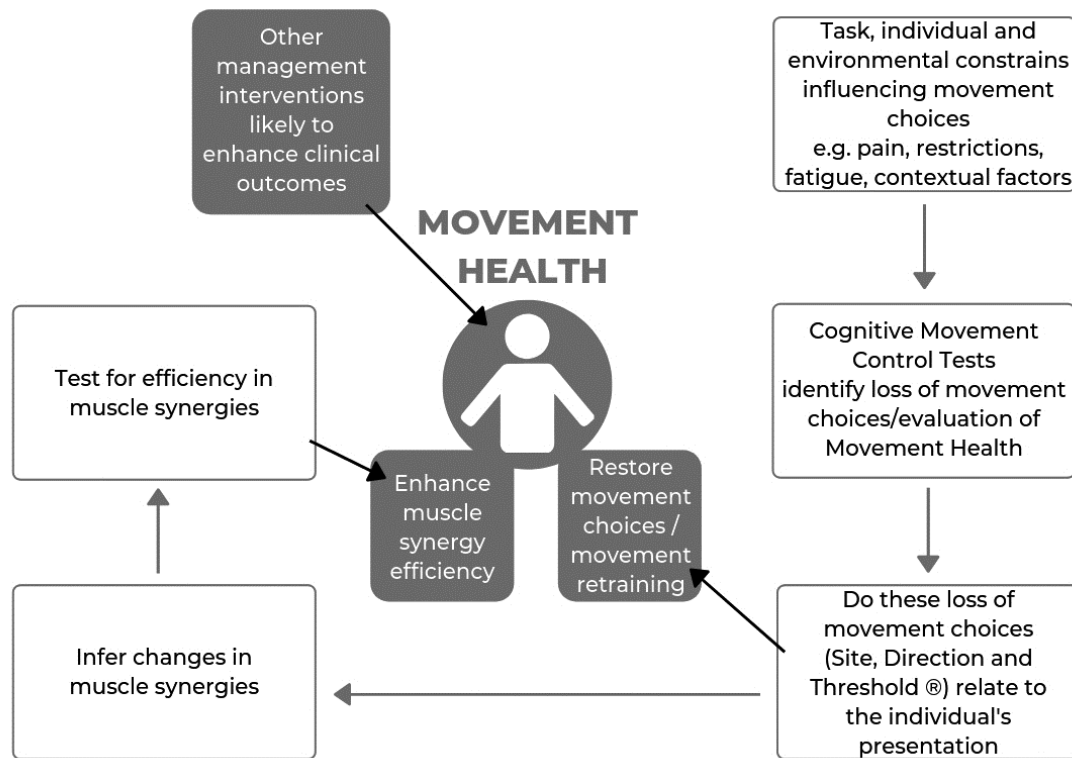 Other
management
interventions
likely to
enhance clinical
outcomes
Task, individual and
environmental constrains
influencing movement
choices
e.g. pain, restrictions,
fatigue, contextual factors
MOVEMENT
HEALTH
Test for efficiency in
muscle synergies
Cognitive Movement
Control Tests
identify loss of movement
choices/evaluation of
Movement Health
Enhance
muscle
synergy
efficiency
Restore
movement
choices /
movement
retraining
Infer changes in
muscle synergies
Do these loss of
movement choices
(Site, Direction and
Threshold ®) relate to
the individual's
presentation